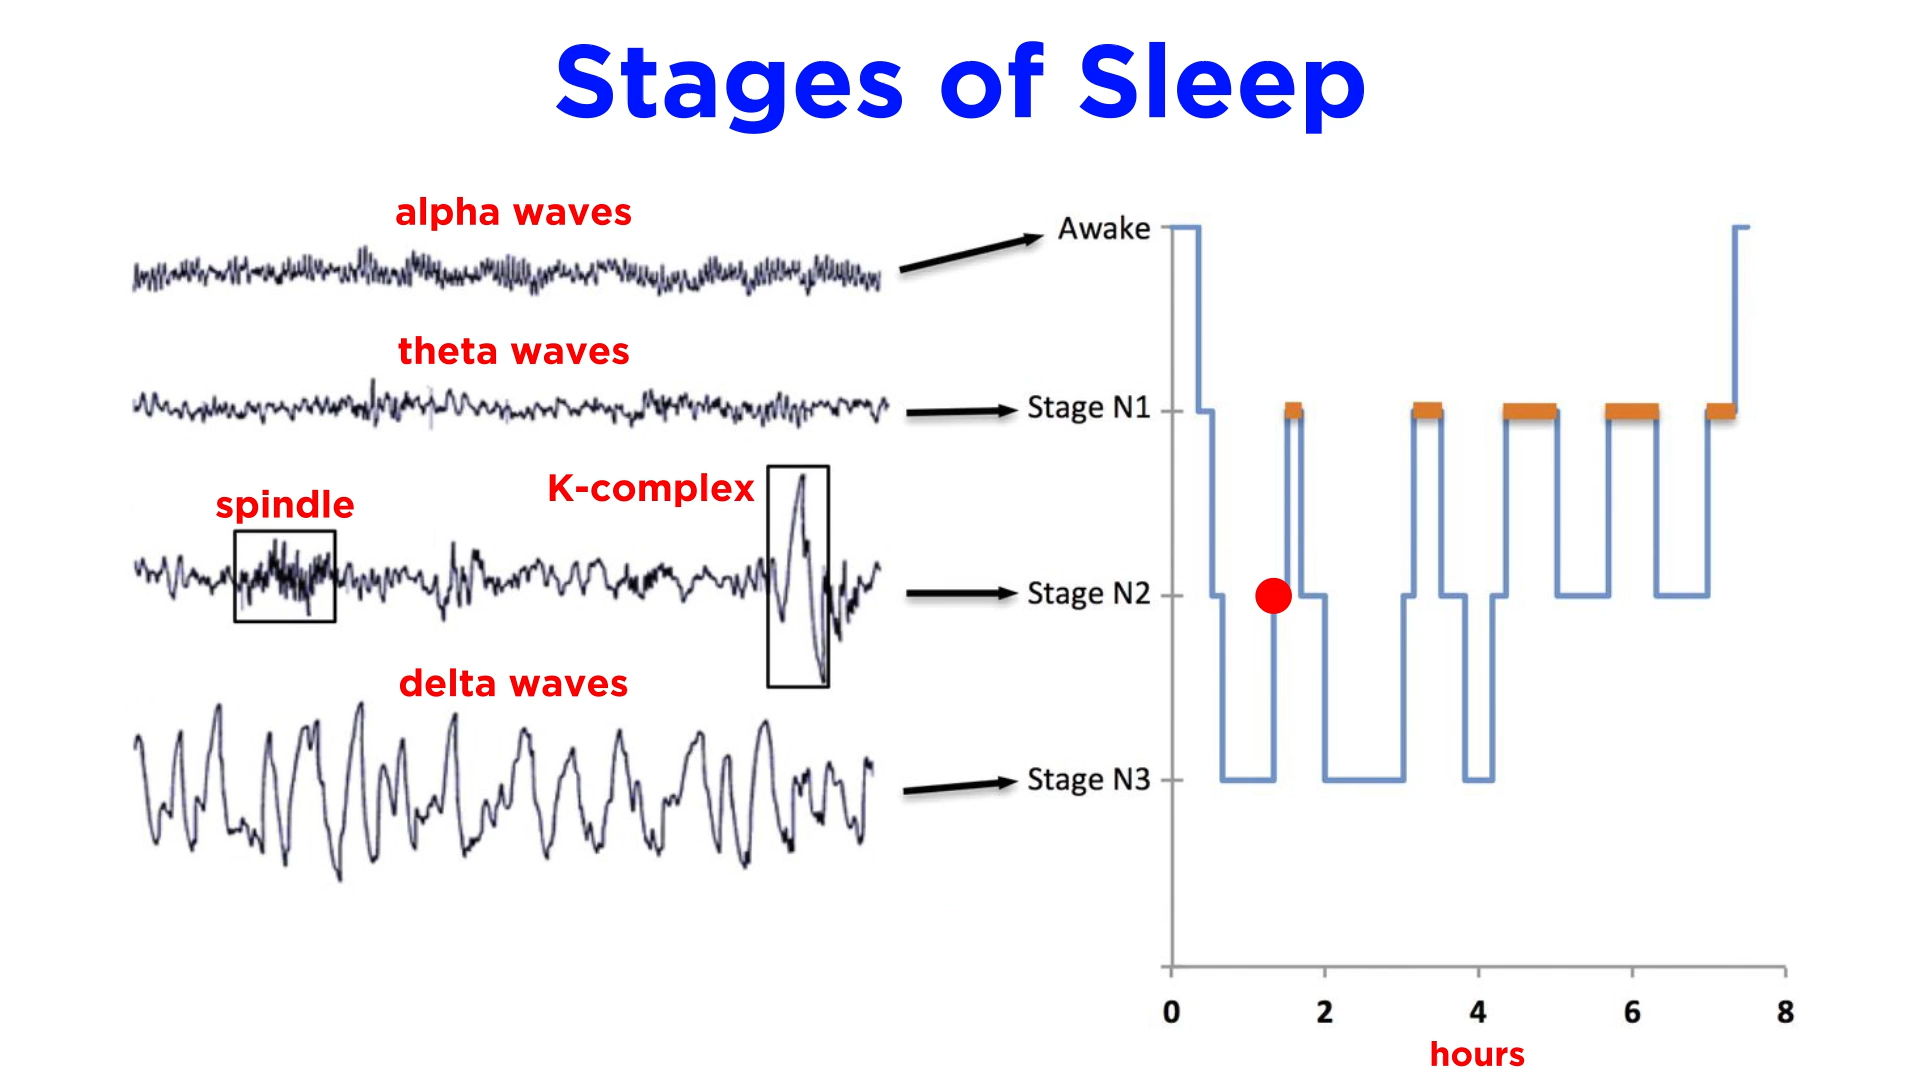 Stages of Sleep
alpha waves
theta waves
spindle
K-complex
delta waves
Awake
Stage N1
Stage N2
Stage N3
0 2 4 6 8
hours